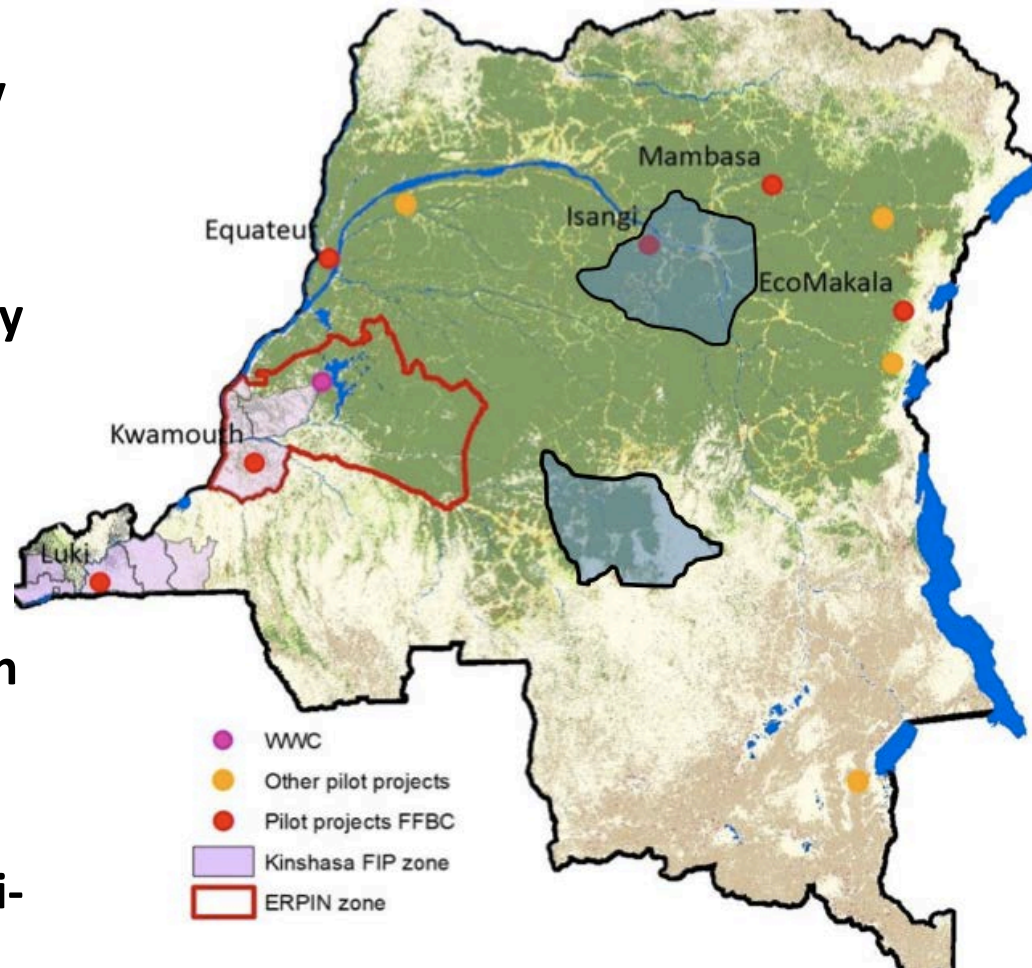 y
Mambasa
Isangi
Equateur
EcoMakala
y
Kwamouth
Luki
n
WWC
Other pilot projects
Pilot projects FFBC
Kinshasa FIP zone
i-
ERPIN zone